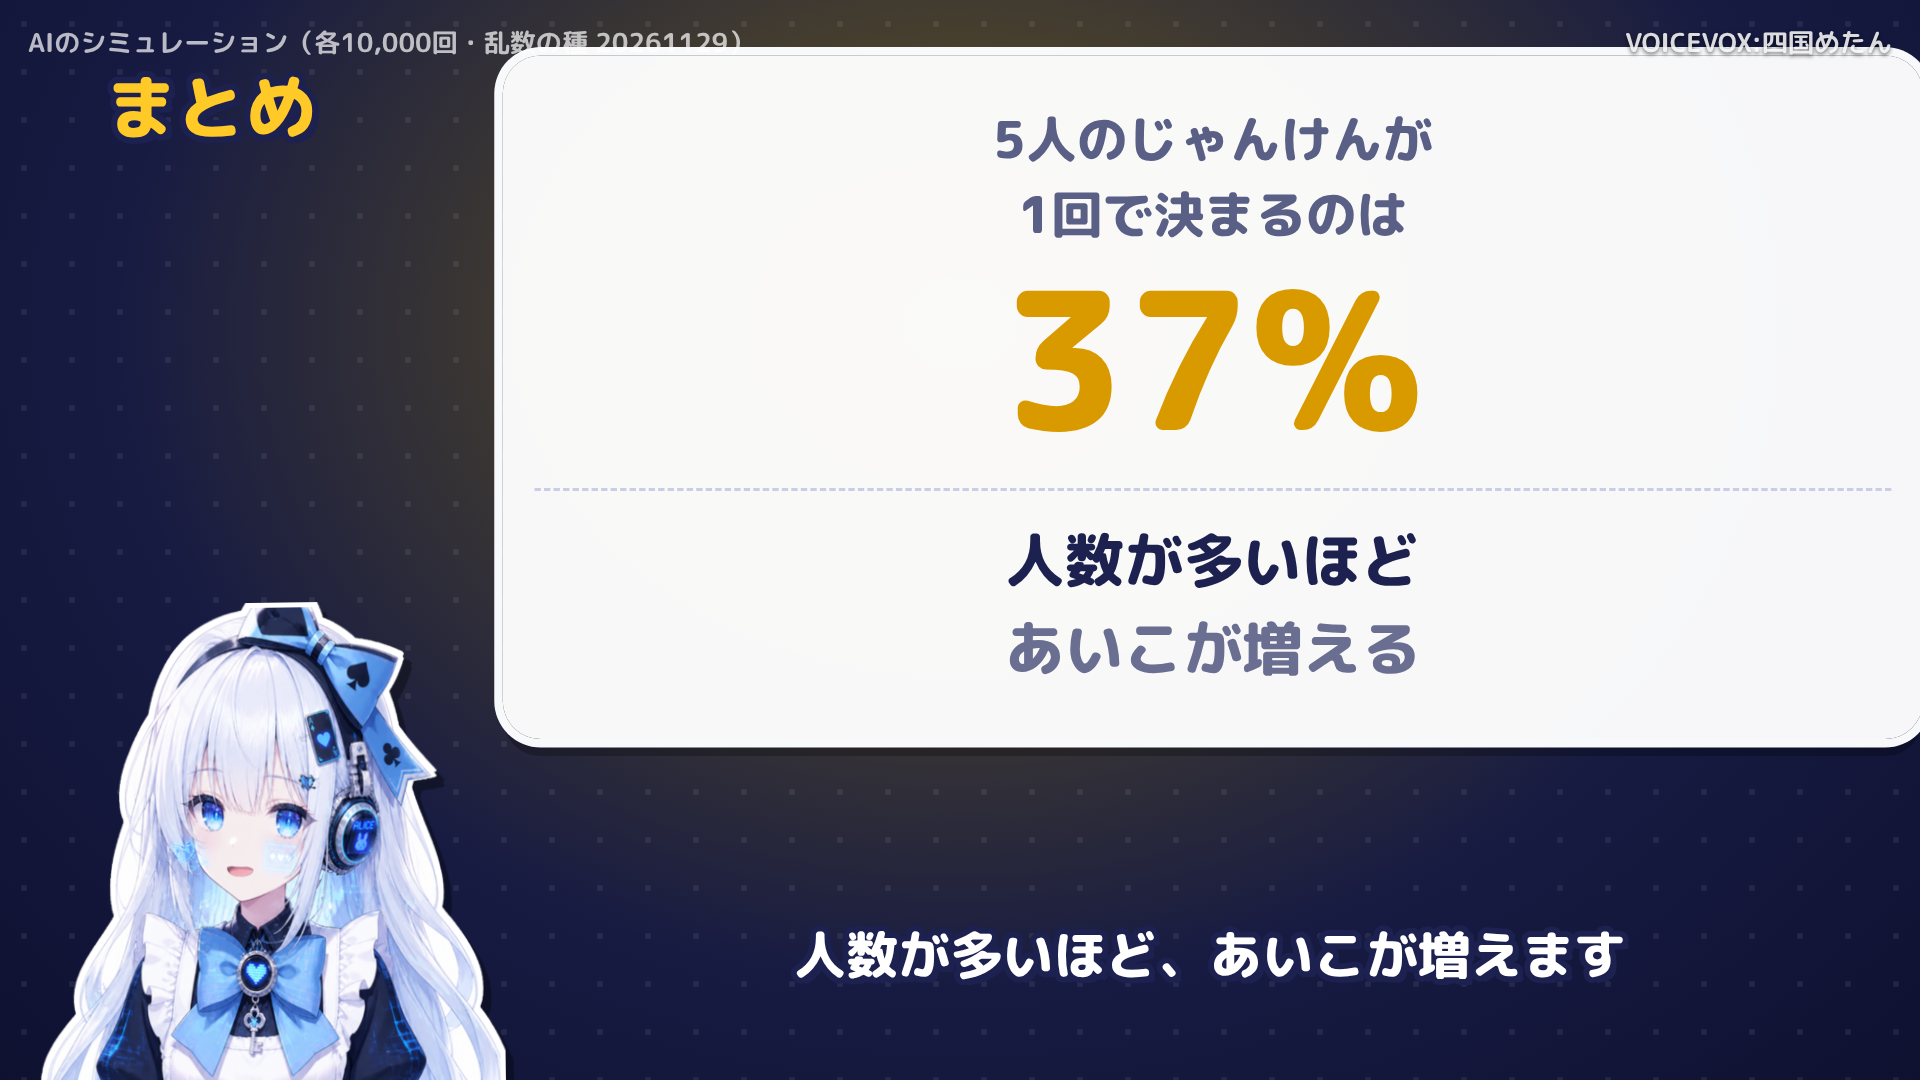 AIのシミュレーション（各10,000回・乱数の種 20261129）
VOICEVOX:四国めたん
まとめ
5人のじゃんけんが
1回で決まるのは
37%
人数が多いほど
あいこが増える
ALICE
人数が多いほど、あいこが増えます